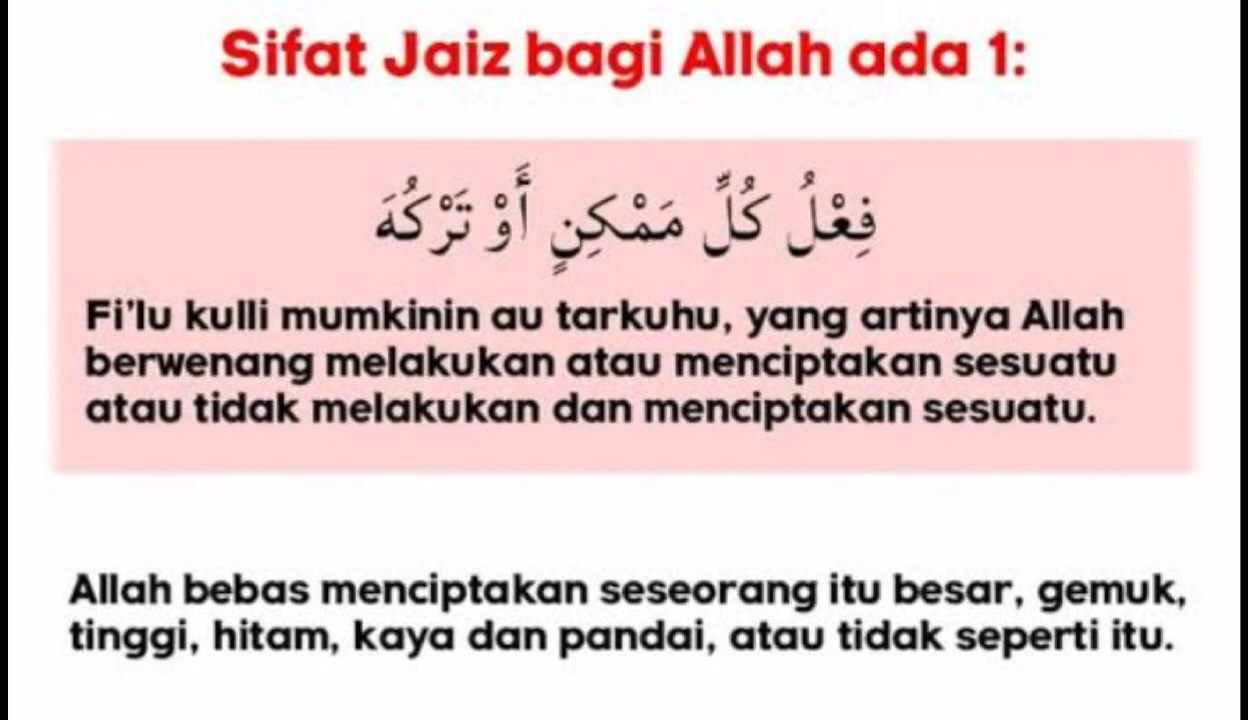 Sifat Jaiz bagi Allah ada 1:
فِعْلُ كُلِّ مَمْكِنٍ أَوْ تَرْكُهَ
Fi'lu kulli mumkinin au tarkuhu, yang artinya Allah
berwenang melakukan atau menciptakan sesuatu
atau tidak melakukan dan menciptakan sesuatu.
Allah bebas menciptakan seseorang itu besar, gemuk,
tinggi, hitam, kaya dan pandai, atau tidak seperti itu.